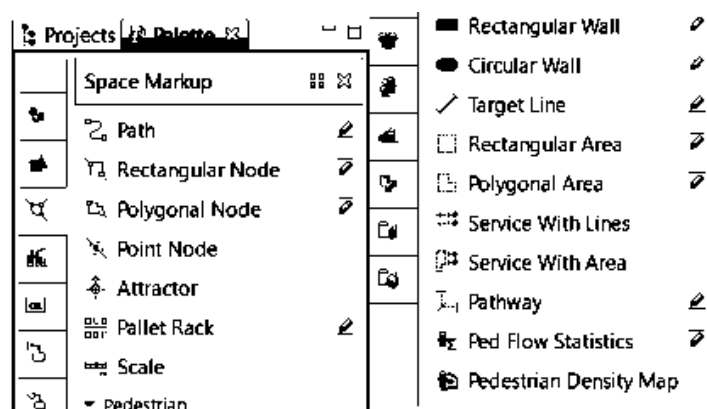 Projects Palette
Space Markup
Path
Rectangular Node
Polygonal Node
Point Node
Attractor
Pallet Rack
Scale
Pedestrian
Rectangular Wall
Circular Wall
Target Line
Rectangular Area
Polygonal Area
Service With Lines
Service With Area
Pathway
Ped Flow Statistics
Pedestrian Density Map